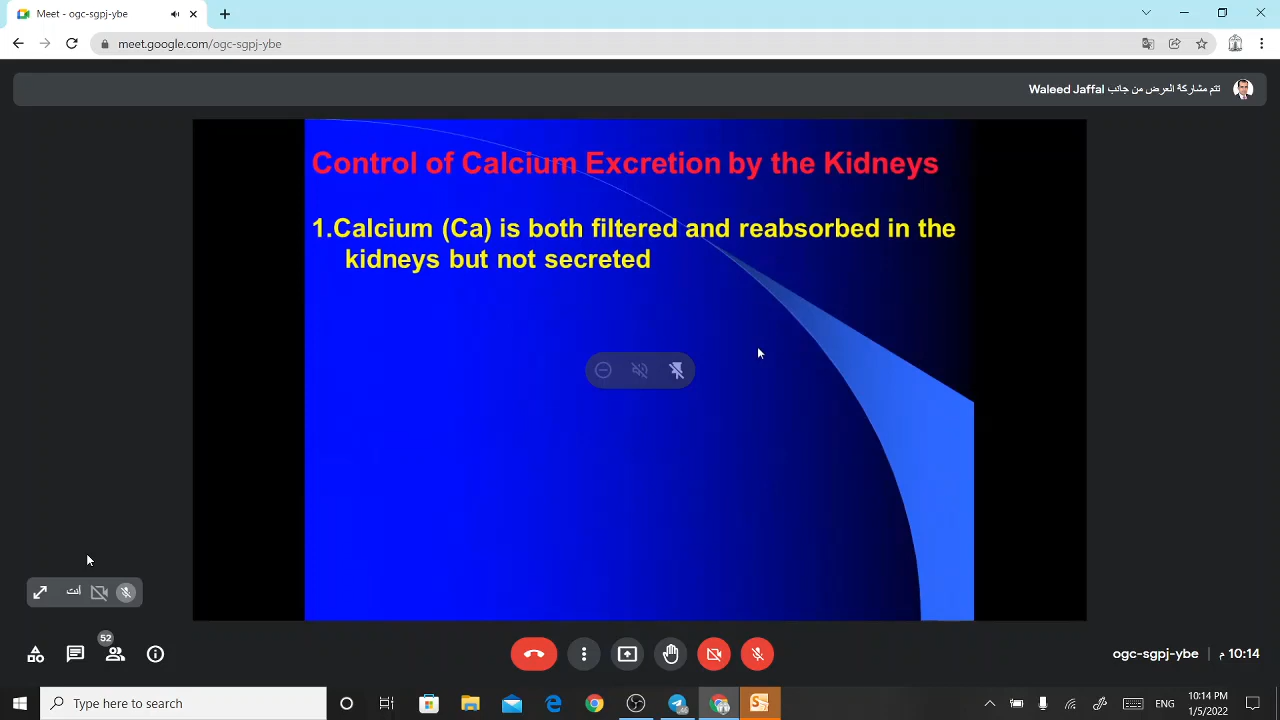 Meet - ogc-sgpj-ybe
meet.google.com/ogc-sgpj-ybe
تتم مشاركة العرض من جانب Waleed Jaffal
Control of Calcium Excretion by the Kidneys
1.Calcium (Ca) is both filtered and reabsorbed in the
kidneys but not secreted
أنت
52
ogc-sgpj-ybe
10:14 م
Type here to search
46
ENG
10:14 PM
1/5/2022